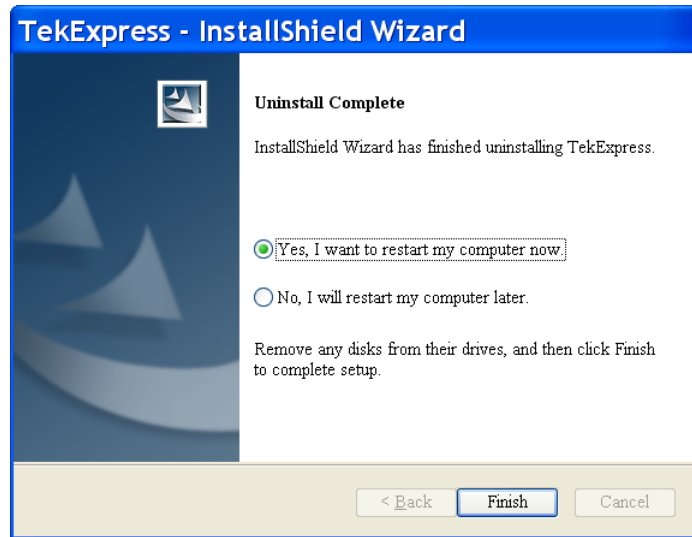 TekExpress - InstallShield Wizard
Uninstall Complete
InstallShield Wizard has finished uninstalling TekExpress.
Yes, I want to restart my computer now.
No, I will restart my computer later.
Remove any disks from their drives, and then click Finish
to complete setup.
< Back Finish Cancel